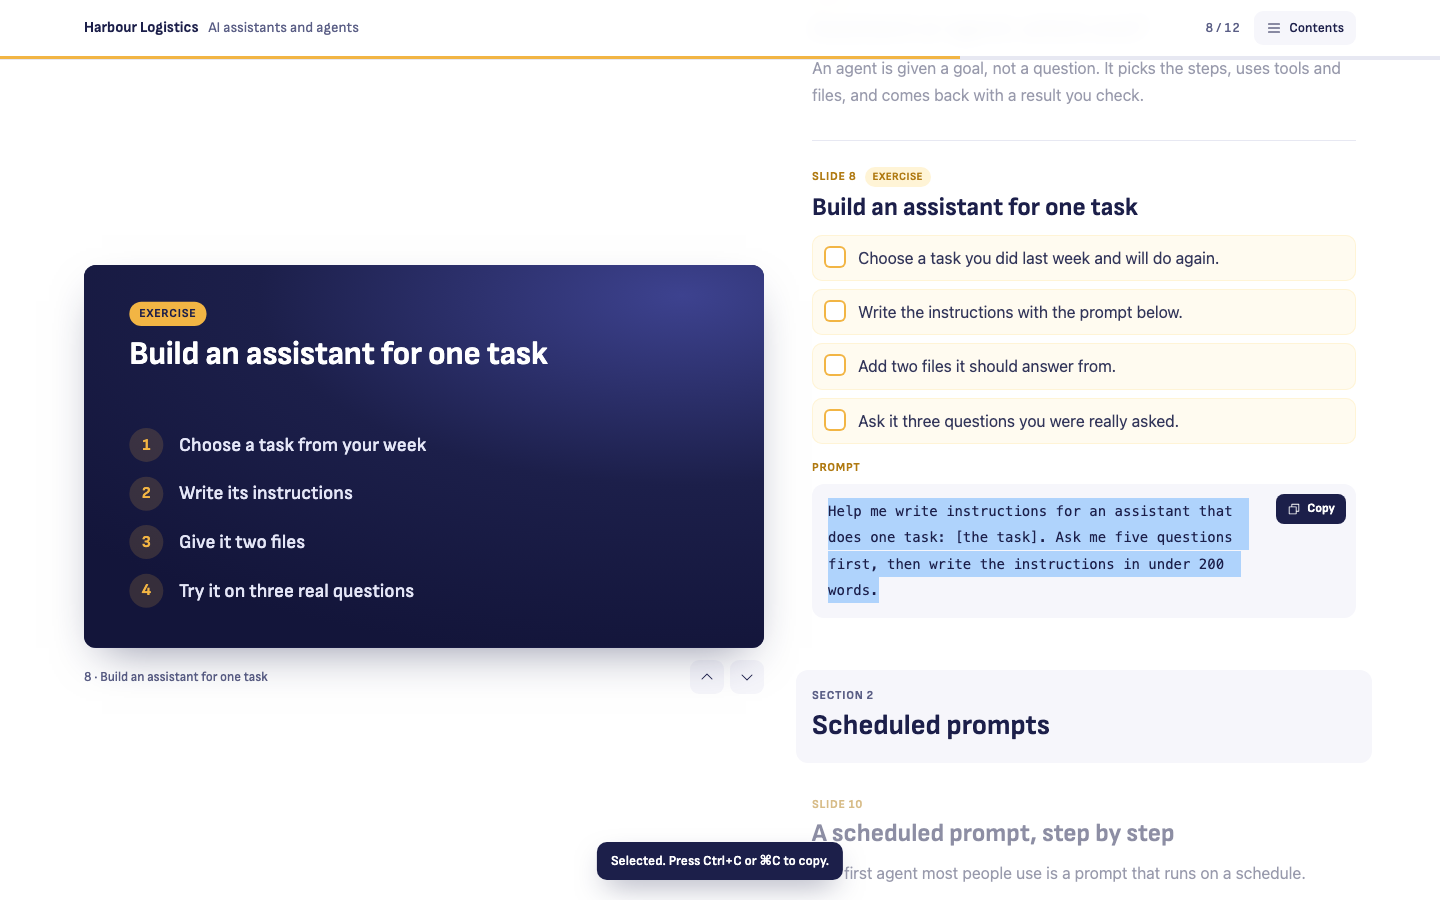 Harbour Logistics AI assistants and agents
8 / 12 Contents
An agent is given a goal, not a question. It picks the steps, uses tools and
files, and comes back with a result you check.
EXERCISE
Build an assistant for one task
1 Choose a task from your week
2 Write its instructions
3 Give it two files
4 Try it on three real questions
8 · Build an assistant for one task
SLIDE 8 EXERCISE
Build an assistant for one task
Choose a task you did last week and will do again.
Write the instructions with the prompt below.
Add two files it should answer from.
Ask it three questions you were really asked.
PROMPT
Help me write instructions for an assistant that
does one task: [the task]. Ask me five questions
first, then write the instructions in under 200
words.
Copy
SECTION 2
Scheduled prompts
SLIDE 10
A scheduled prompt, step by step
first agent most people use is a prompt that runs on a schedule.
Selected. Press Ctrl+C or ⌘C to copy.